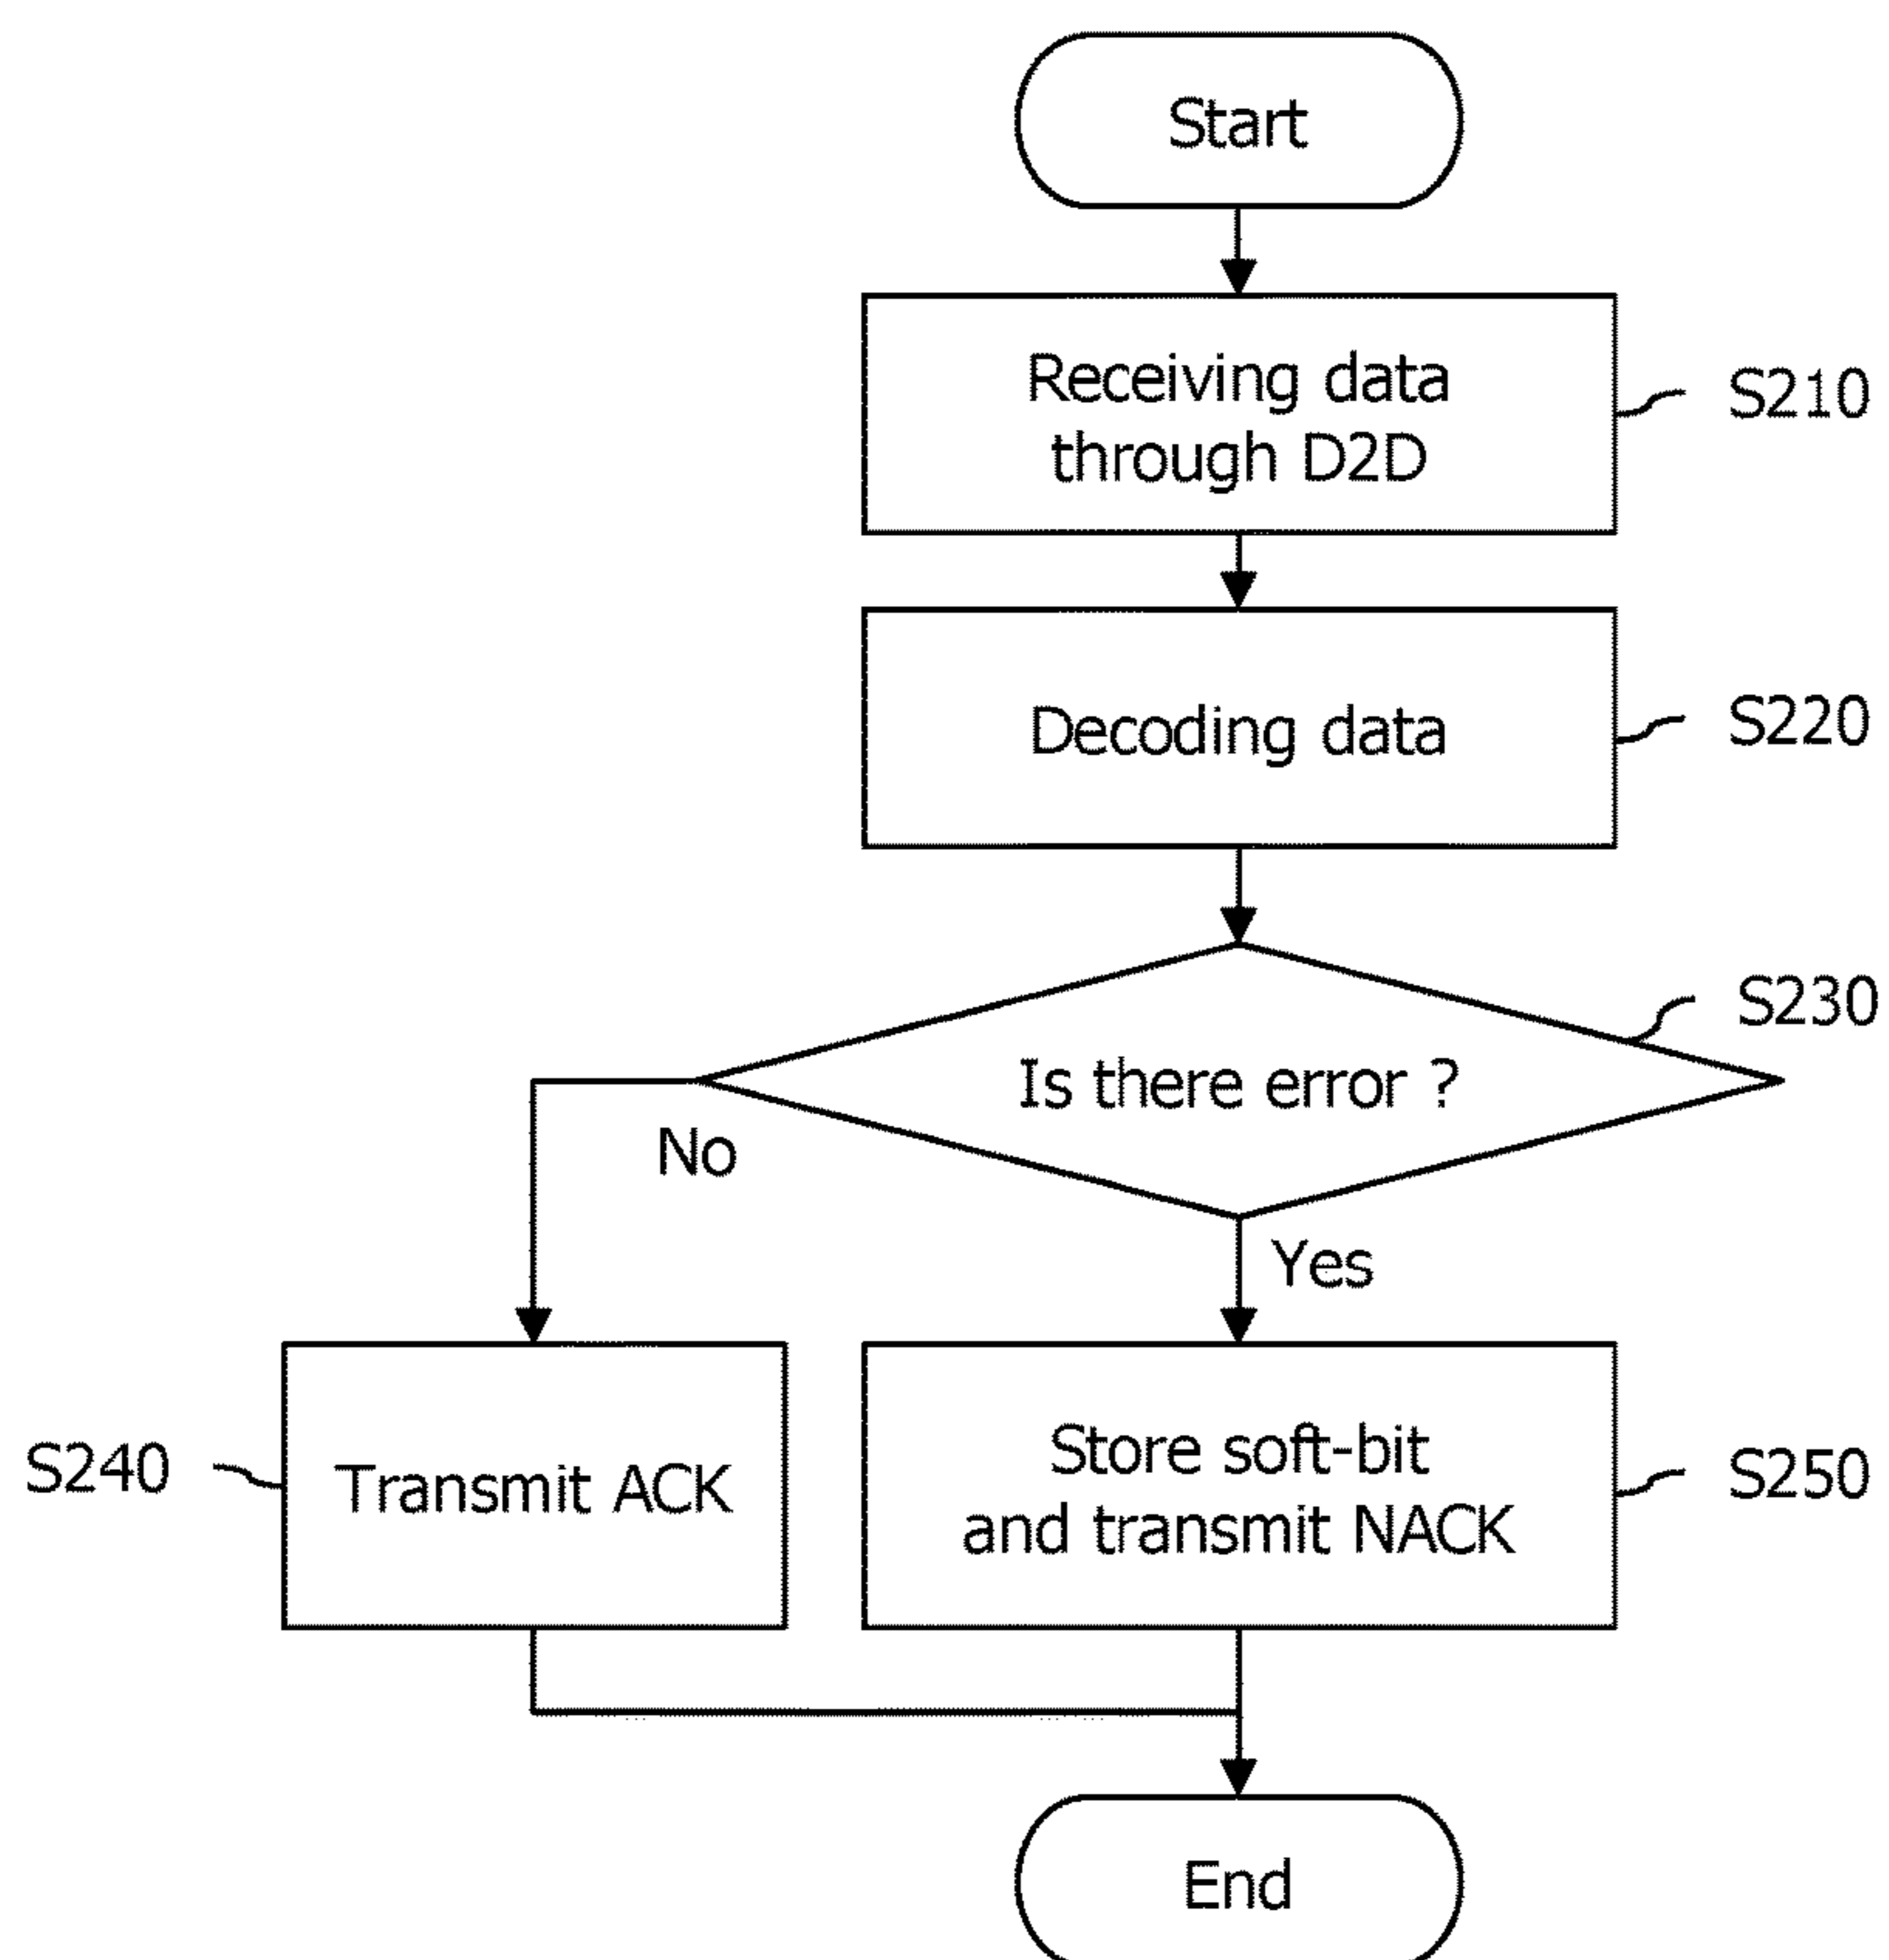 Start
Receiving data
through D2D
S210
Decoding data
S220
S230
Is there error ?
No
Yes
S240
Transmit ACK
Store soft-bit
and transmit NACK
S250
End